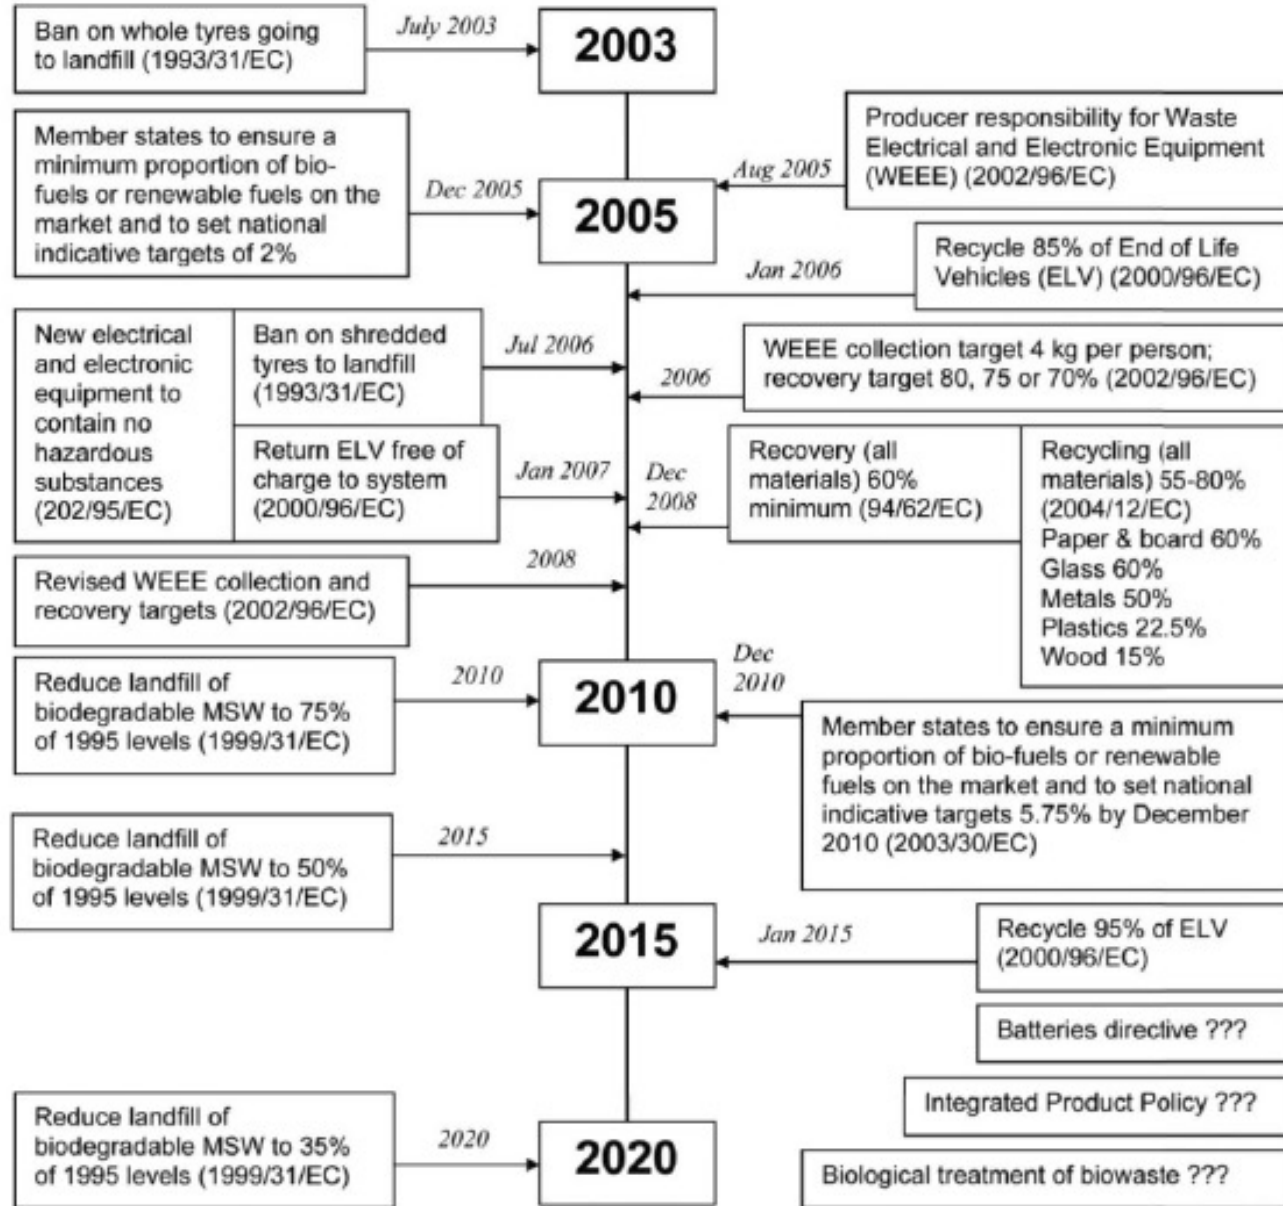 Ban on whole tyres going
to landfill (1993/31/EC)
July 2003
2003
Member states to ensure a
minimum proportion of bio-
fuels or renewable fuels on the
market and to set national
indicative targets of 2%
Dec 2005
2005
Aug 2005
Producer responsibility for Waste
Electrical and Electronic Equipment
(WEEE) (2002/96/EC)
Jan 2006
Recycle 85% of End of Life
Vehicles (ELV) (2000/96/EC)
New electrical
and electronic
equipment to
contain no
hazardous
substances
(202/95/EC)
Ban on shredded
tyres to landfill
(1993/31/EC)
Jul 2006
2006
WEEE collection target 4 kg per person;
recovery target 80, 75 or 70% (2002/96/EC)
Return ELV free of
charge to system
(2000/96/EC)
Jan 2007
Dec
2008
Recovery (all
materials) 60%
minimum (94/62/EC)
Recycling (all
materials) 55-80%
(2004/12/EC)
Paper & board 60%
Glass 60%
Metals 50%
Plastics 22.5%
Wood 15%
Revised WEEE collection and
recovery targets (2002/96/EC)
2008
Reduce landfill of
biodegradable MSW to 75%
of 1995 levels (1999/31/EC)
2010
2010
Dec
2010
Member states to ensure a minimum
proportion of bio-fuels or renewable
fuels on the market and to set national
indicative targets 5.75% by December
2010 (2003/30/EC)
Reduce landfill of
biodegradable MSW to 50%
of 1995 levels (1999/31/EC)
2015
2015
Jan 2015
Recycle 95% of ELV
(2000/96/EC)
Batteries directive ???
Integrated Product Policy ???
Reduce landfill of
biodegradable MSW to 35%
of 1995 levels (1999/31/EC)
2020
2020
Biological treatment of biowaste ???